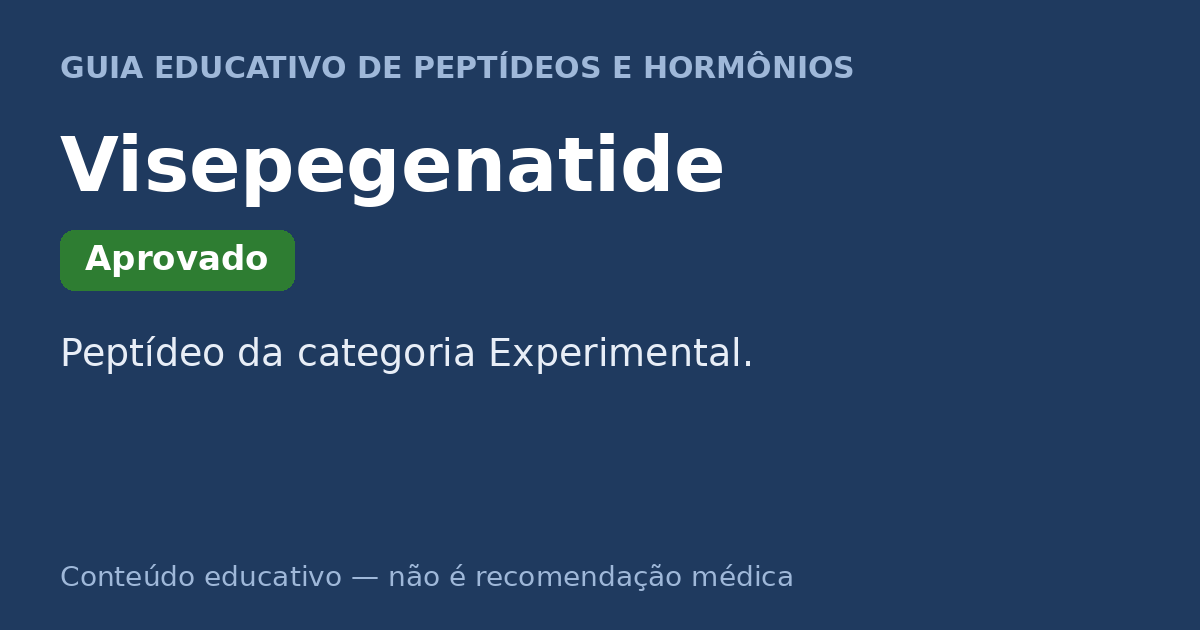 GUIA EDUCATIVO DE PEPTÍDEOS E HORMÔNIOS
Visepegenatide
Aprovado
Peptídeo da categoria Experimental.
Conteúdo educativo — não é recomendação médica